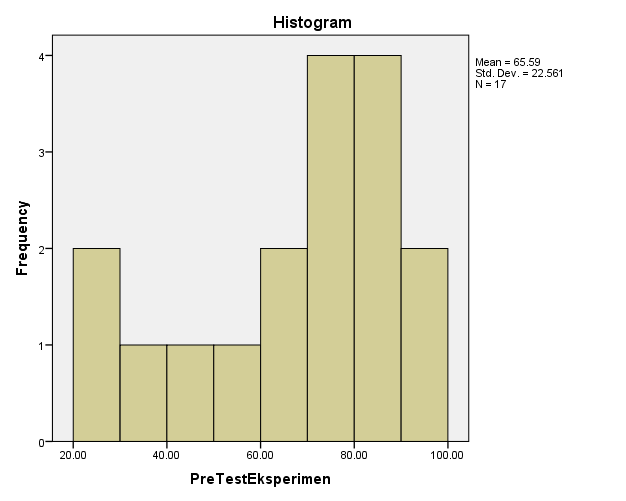 Histogram
Mean = 65.59
Std. Dev. = 22.561
N = 17
4
3
2
1
0
Frequency
20.00 40.00 60.00 80.00 100.00
PreTestEksperimen